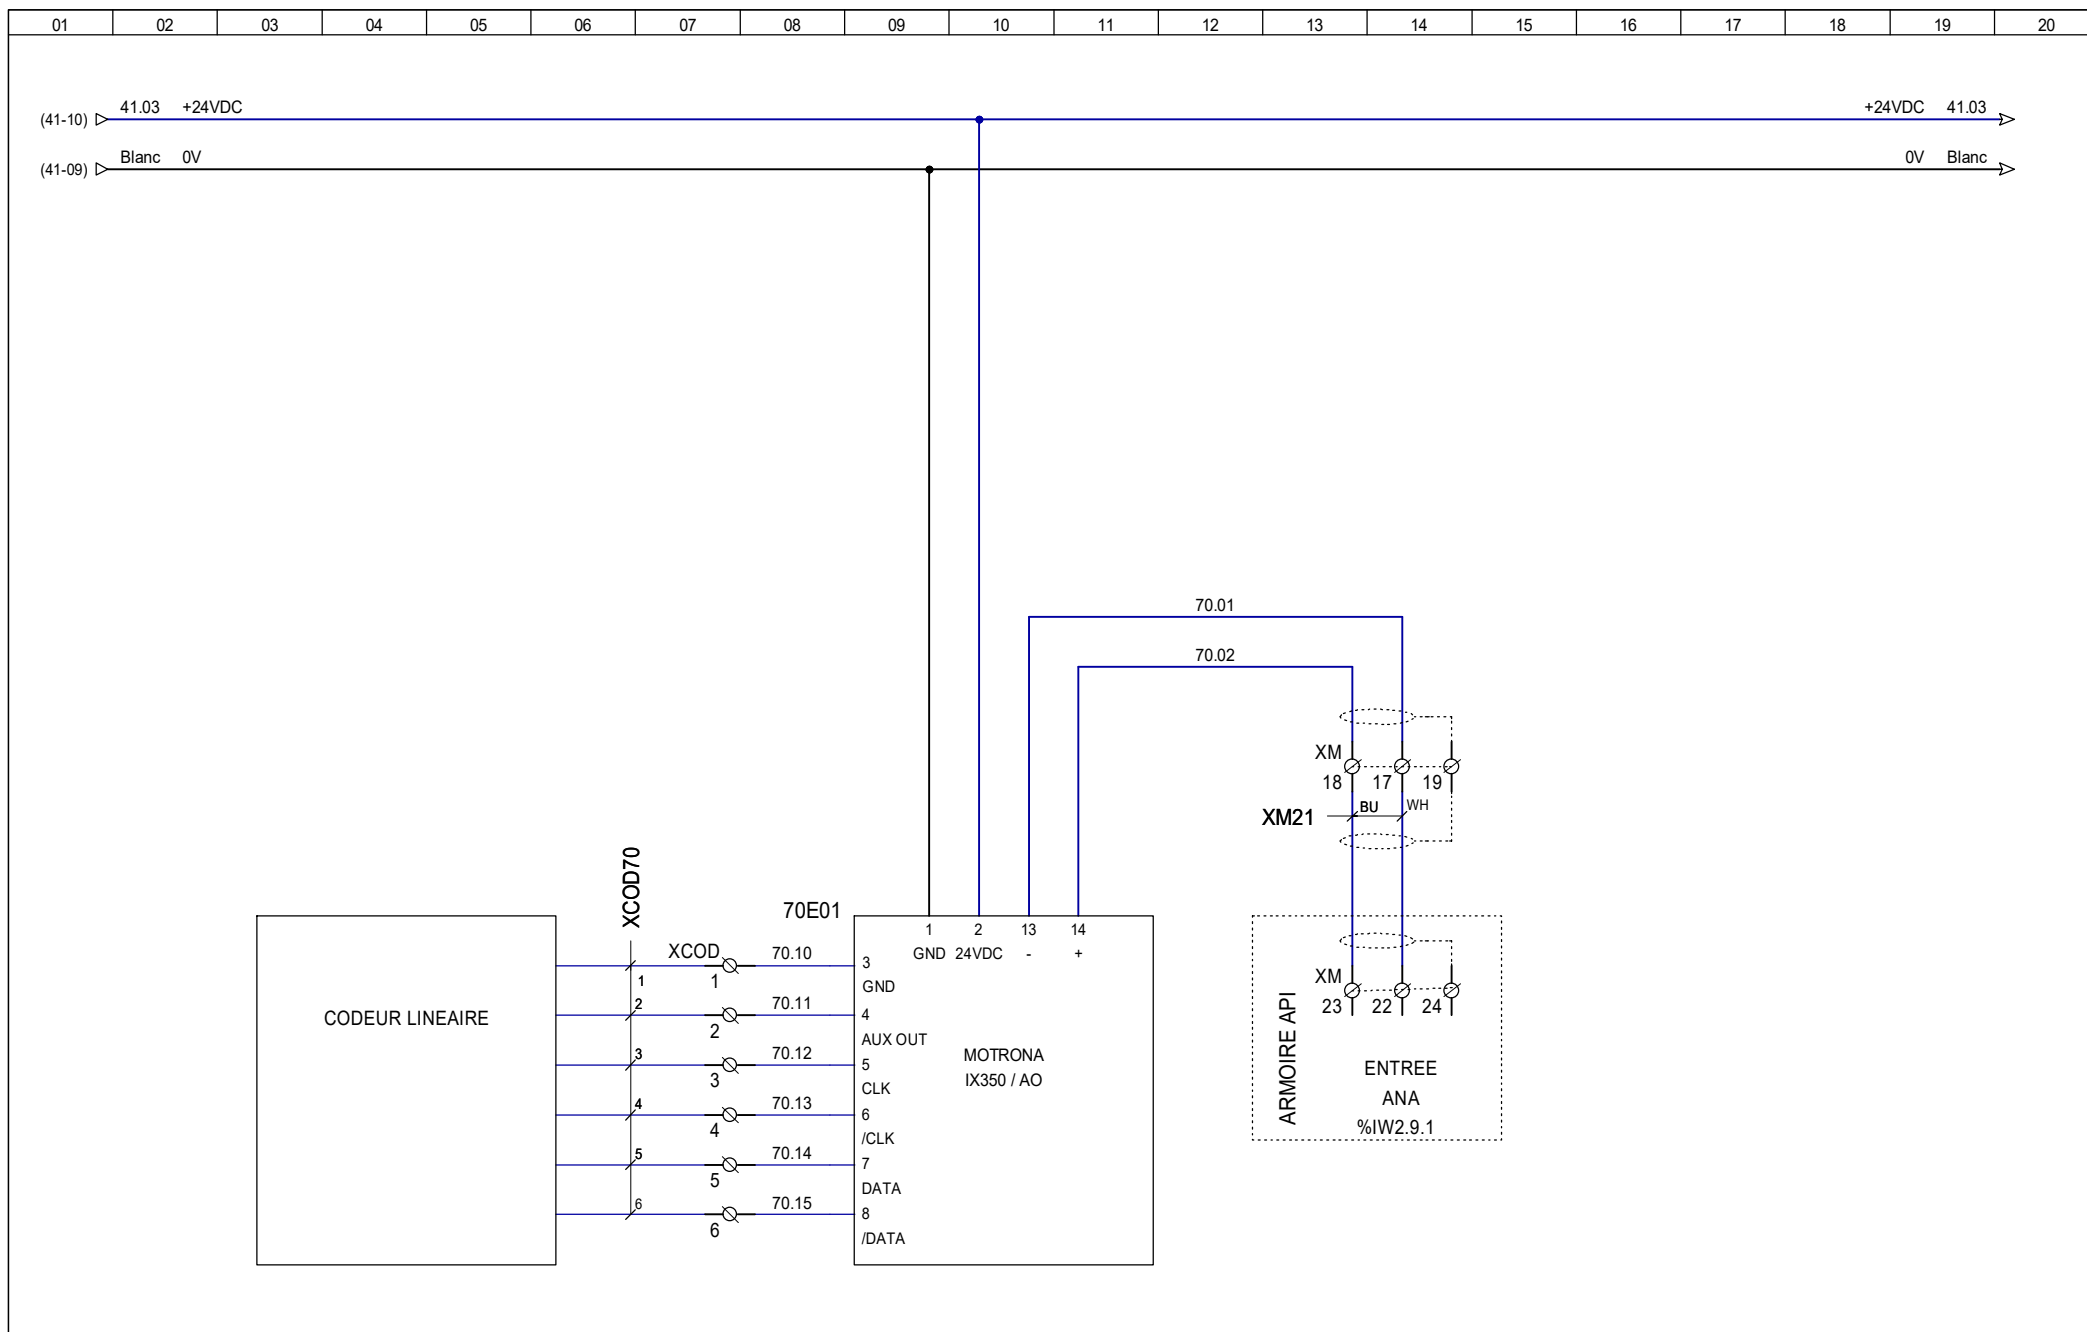 01 02 03 04 05 06 07 08 09 10 11 12 13 14 15 16 17 18 19 20
41.03 +24VDC +24VDC 41.03
(41-10)
Blanc 0V 0V Blanc
(41-09)
70.01
70.02
XM
18 17 19
BU WH
XM21
XCOD70
70E01
1 2 13 14
GND 24VDC - +
XCOD 70.10 3
1 1 GND
2 70.11 4
2 AUX OUT
3 70.12 5
3 CLK
4 70.13 6
4 /CLK
5 70.14 7
5 DATA
6 70.15 8
6 /DATA
CODEUR LINEAIRE
MOTRONA
IX350 / AO
XM
23 22 24
ARMOIRE API
ENTREE
ANA
%IW2.9.1